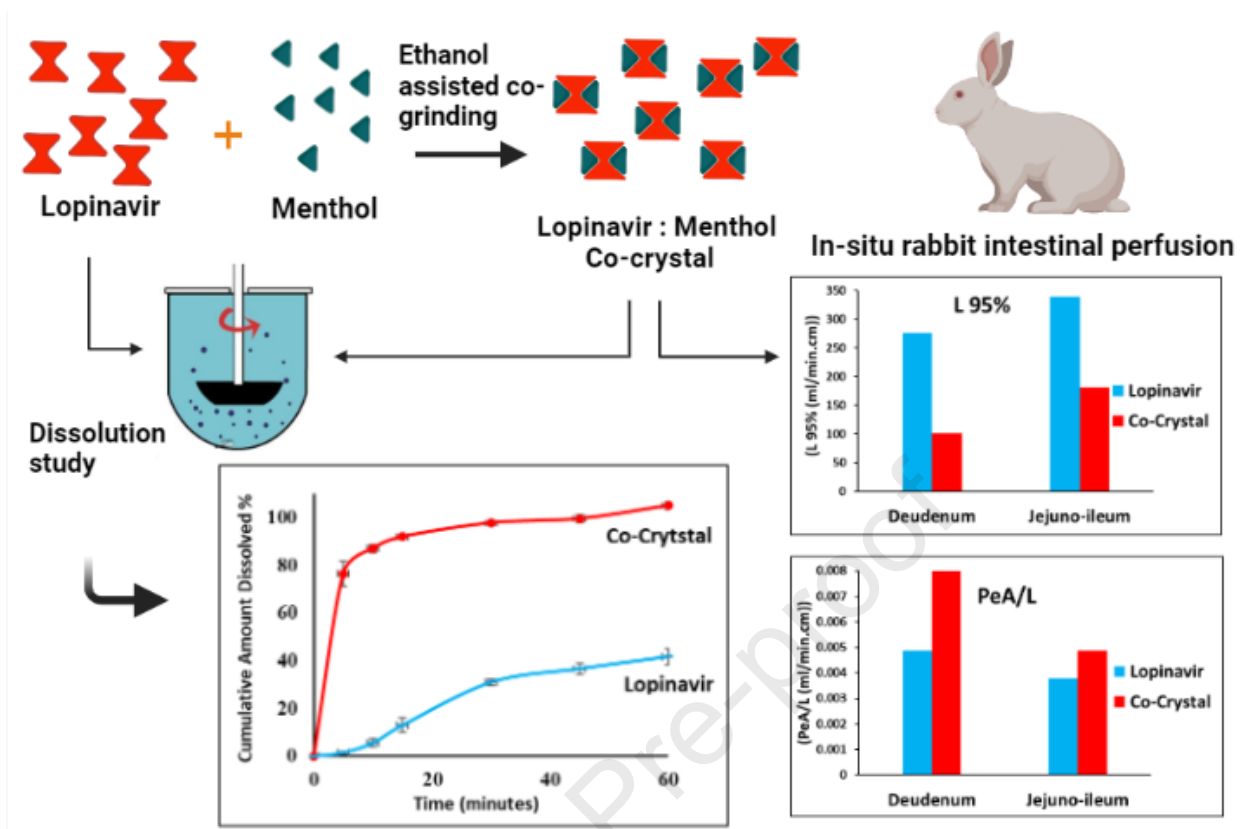 Lopinavir
+
Menthol
Ethanol
assisted co-
grinding
Lopinavir : Menthol
Co-crystal
In-situ rabbit intestinal perfusion
Dissolution
study
Cumulative Amount Dissolved %
100
80
60
40
20
0
Co-Crytstal
Lopinavir
0 20 40 60
Time (minutes)
L 95%
(L 95% (ml/min.cm))
350
300
250
200
150
100
50
0
Lopinavir
Co-Crystal
Deudenum Jejuno-ileum
PeA/L
(PeA/L (ml/min.cm))
0.008
0.007
0.006
0.005
0.004
0.003
0.002
0.001
0
Lopinavir
Co-Crystal
Deudenum Jejuno-ileum
Pre-proof